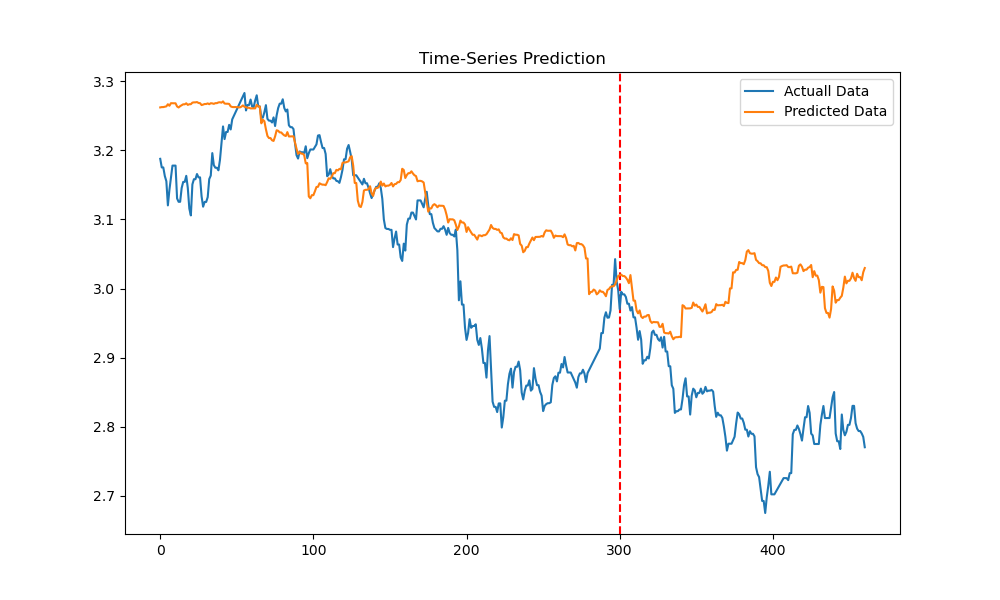 Time-Series Prediction
Actuall Data
Predicted Data
3.3
3.2
3.1
3.0
2.9
2.8
2.7
0 100 200 300 400